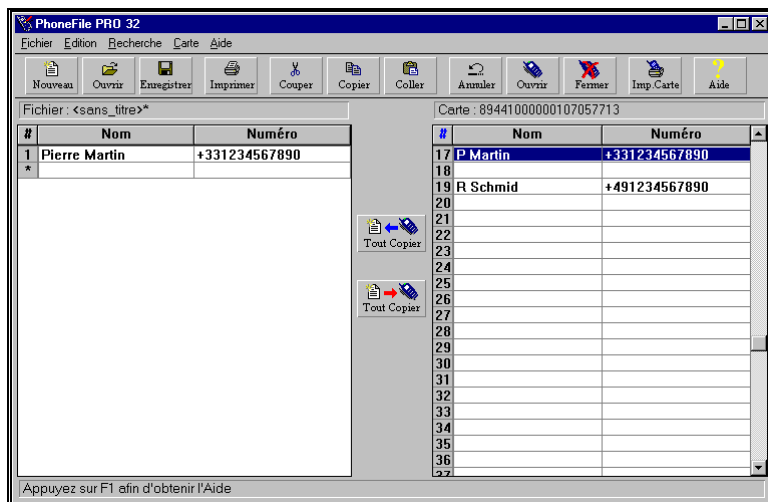 PhoneFile PRO 32
Fichier Edition Recherche Carte Aide
Nouveau Ouvrir Enregistrer Imprimer Couper Copier Coller Annuler Ouvrir Fermer Imp.Carte Aide
Fichier : <sans_titre>* Carte : 89441000000107057713
# Nom Numéro # Nom Numéro
1 Pierre Martin +331234567890 17 P Martin +331234567890
* 18
19 R Schmid +491234567890
20
21
Tout Copier 22
23
24
25
Tout Copier 26
27
28
29
30
31
32
33
34
35
36
37
Appuyez sur F1 afin d'obtenir l'Aide